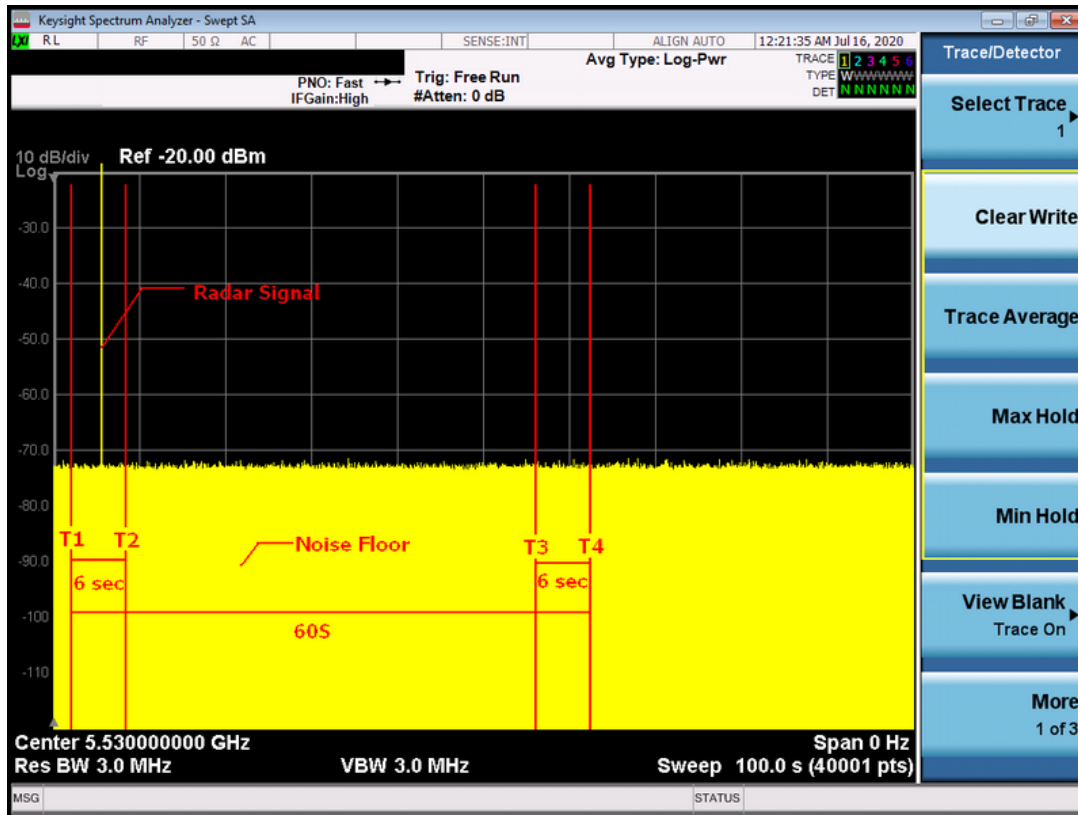 Keysight Spectrum Analyzer - Swept SA
LXI RL RF 50 Ω AC SENSE:INT ALIGN AUTO 12:21:35 AM Jul 16, 2020
PNO: Fast
IFGain:High
Trig: Free Run
#Atten: 0 dB
Avg Type: Log-Pwr
TRACE 1 2 3 4 5 6
TYPE WWWWWW
DET N N N N N N
10 dB/div
Log
Ref -20.00 dBm
-30.0
-40.0
-50.0
-60.0
-70.0
-80.0
-90.0
-100
-110
Radar Signal
T1 T2
Noise Floor
T3 T4
6 sec
6 sec
60S
Center 5.530000000 GHz
Span 0 Hz
Res BW 3.0 MHz
VBW 3.0 MHz
Sweep 100.0 s (40001 pts)
MSG
STATUS
Trace/Detector
Select Trace
1
Clear Write
Trace Average
Max Hold
Min Hold
View Blank
Trace On
More
1 of 3